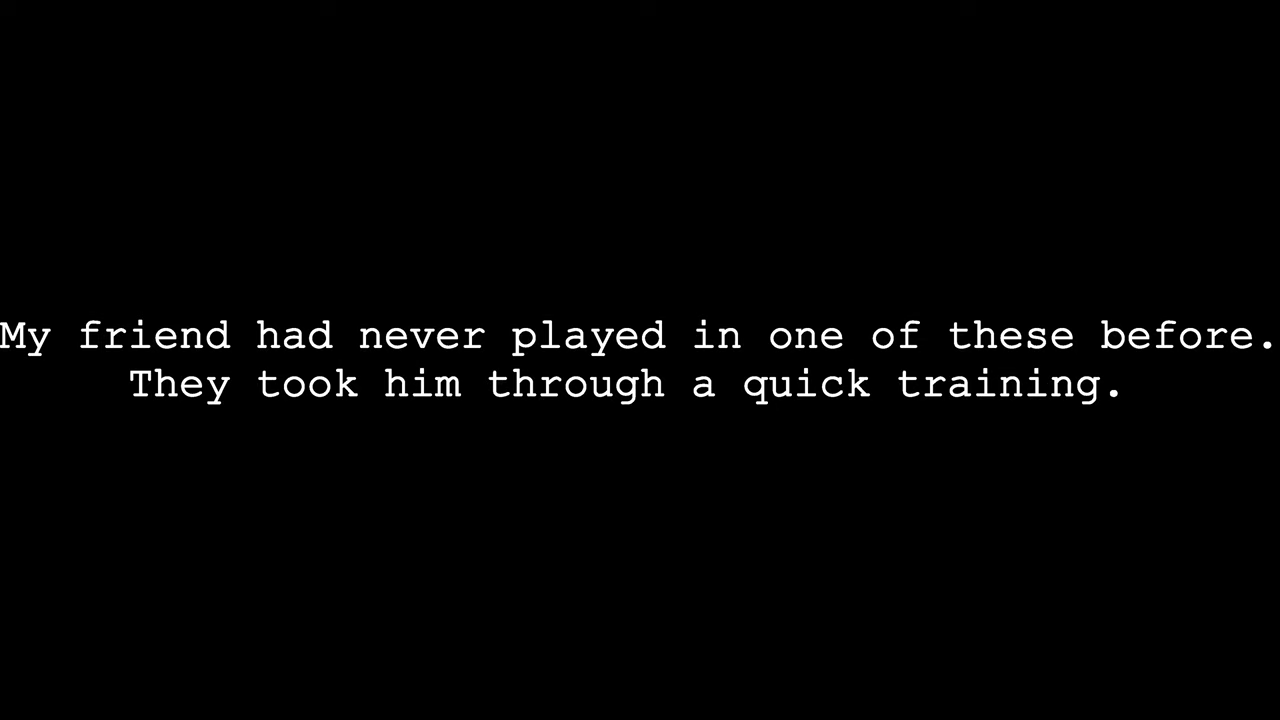 My friend had never played in one of these before.
They took him through a quick training.